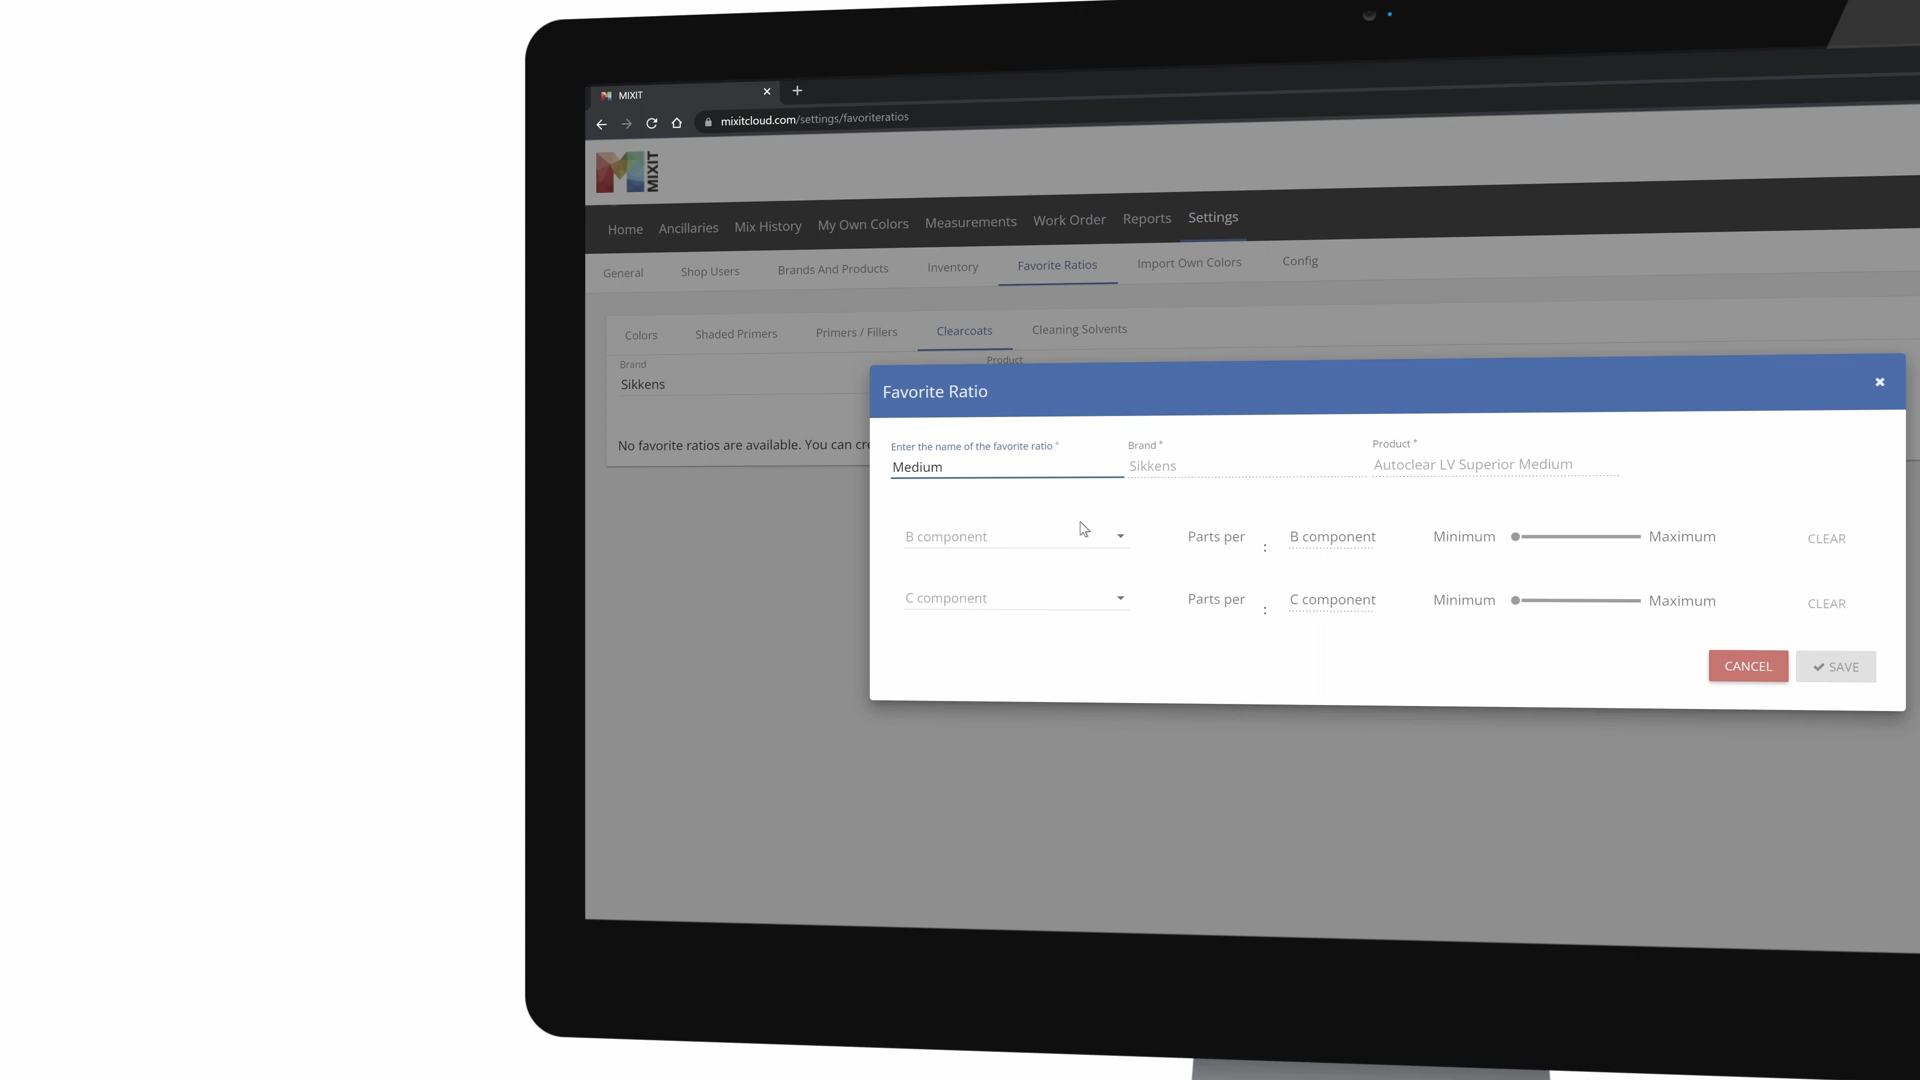 MIXIT
mixitcloud.com/settings/favoriteratios
MIXIT
Home Ancillaries Mix History My Own Colors Measurements Work Order Reports Settings
General Shop Users Brands And Products Inventory Favorite Ratios Import Own Colors Config
Colors Shaded Primers Primers / Fillers Clearcoats Cleaning Solvents
Brand Product
Sikkens
No favorite ratios are available. You can
Favorite Ratio
Enter the name of the favorite ratio * Brand * Product *
Medium Sikkens Autoclear LV Superior Medium
B component Parts per : B component Minimum Maximum CLEAR
C component Parts per : C component Minimum Maximum CLEAR
CANCEL SAVE